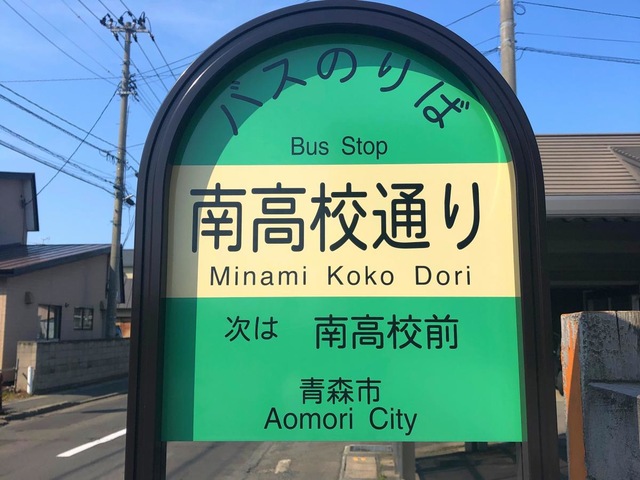 バスのりば
Bus Stop
南高校通り
Minami Koko Dori
次は 南高校前
青森市
Aomori City